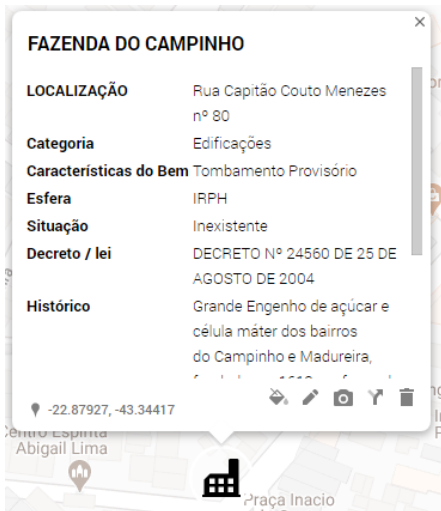 FAZENDA DO CAMPINHO
LOCALIZAÇÃO Rua Capitão Couto Menezes
nº 80
Categoria Edificações
Características do Bem Tombamento Provisório
Esfera IRPH
Situação Inexistente
Decreto / lei DECRETO Nº 24560 DE 25 DE
AGOSTO DE 2004
Histórico Grande Engenho de açúcar e
célula máter dos bairros
do Campinho e Madureira,
-22.87927, -43.34417
Centro Espírita
Abigail Lima
Praça Inacio